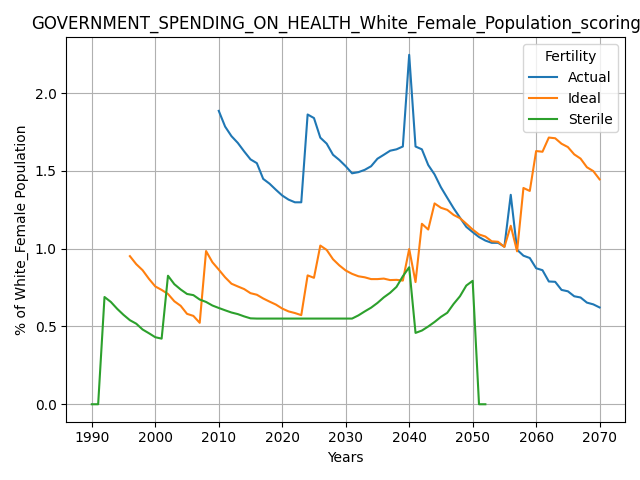 GOVERNMENT_SPENDING_ON_HEALTH_White_Female_Population_scoring
Fertility
Actual
Ideal
Sterile
% of White_Female Population
2.0
1.5
1.0
0.5
0.0
1990 2000 2010 2020 2030 2040 2050 2060 2070
Years